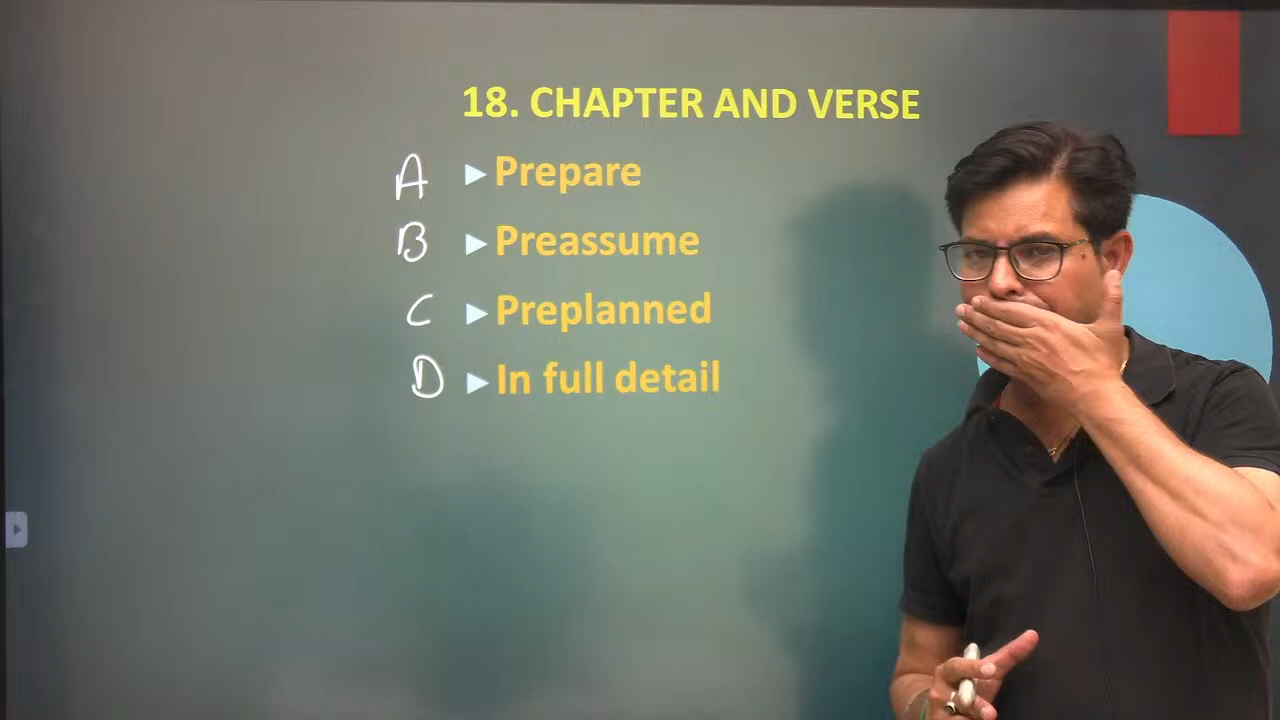 18. CHAPTER AND VERSE
A ▶ Prepare
B ▶ Preassume
C ▶ Preplanned
D ▶ In full detail